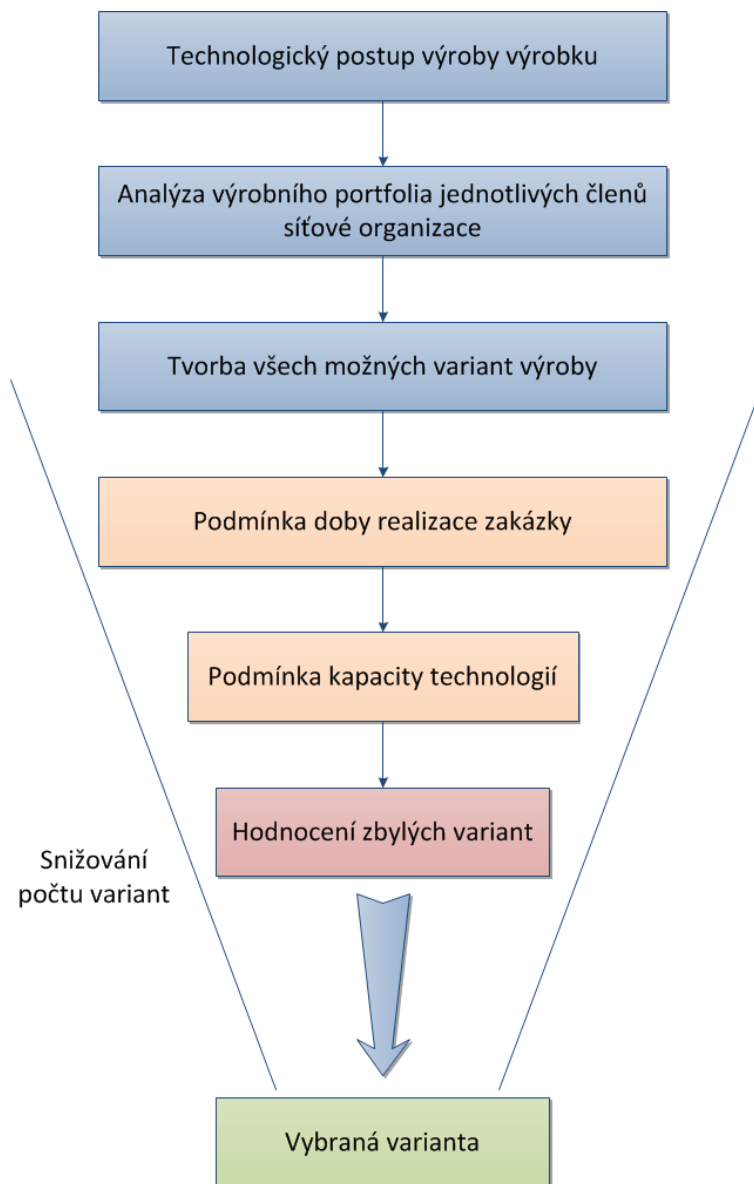 Technologický postup výroby výrobku
Analýza výrobního portfolia jednotlivých členů
síťové organizace
Tvorba všech možných variant výroby
Podmínka doby realizace zakázky
Podmínka kapacity technologií
Hodnocení zbylých variant
Snižování
počtu variant
Vybraná varianta